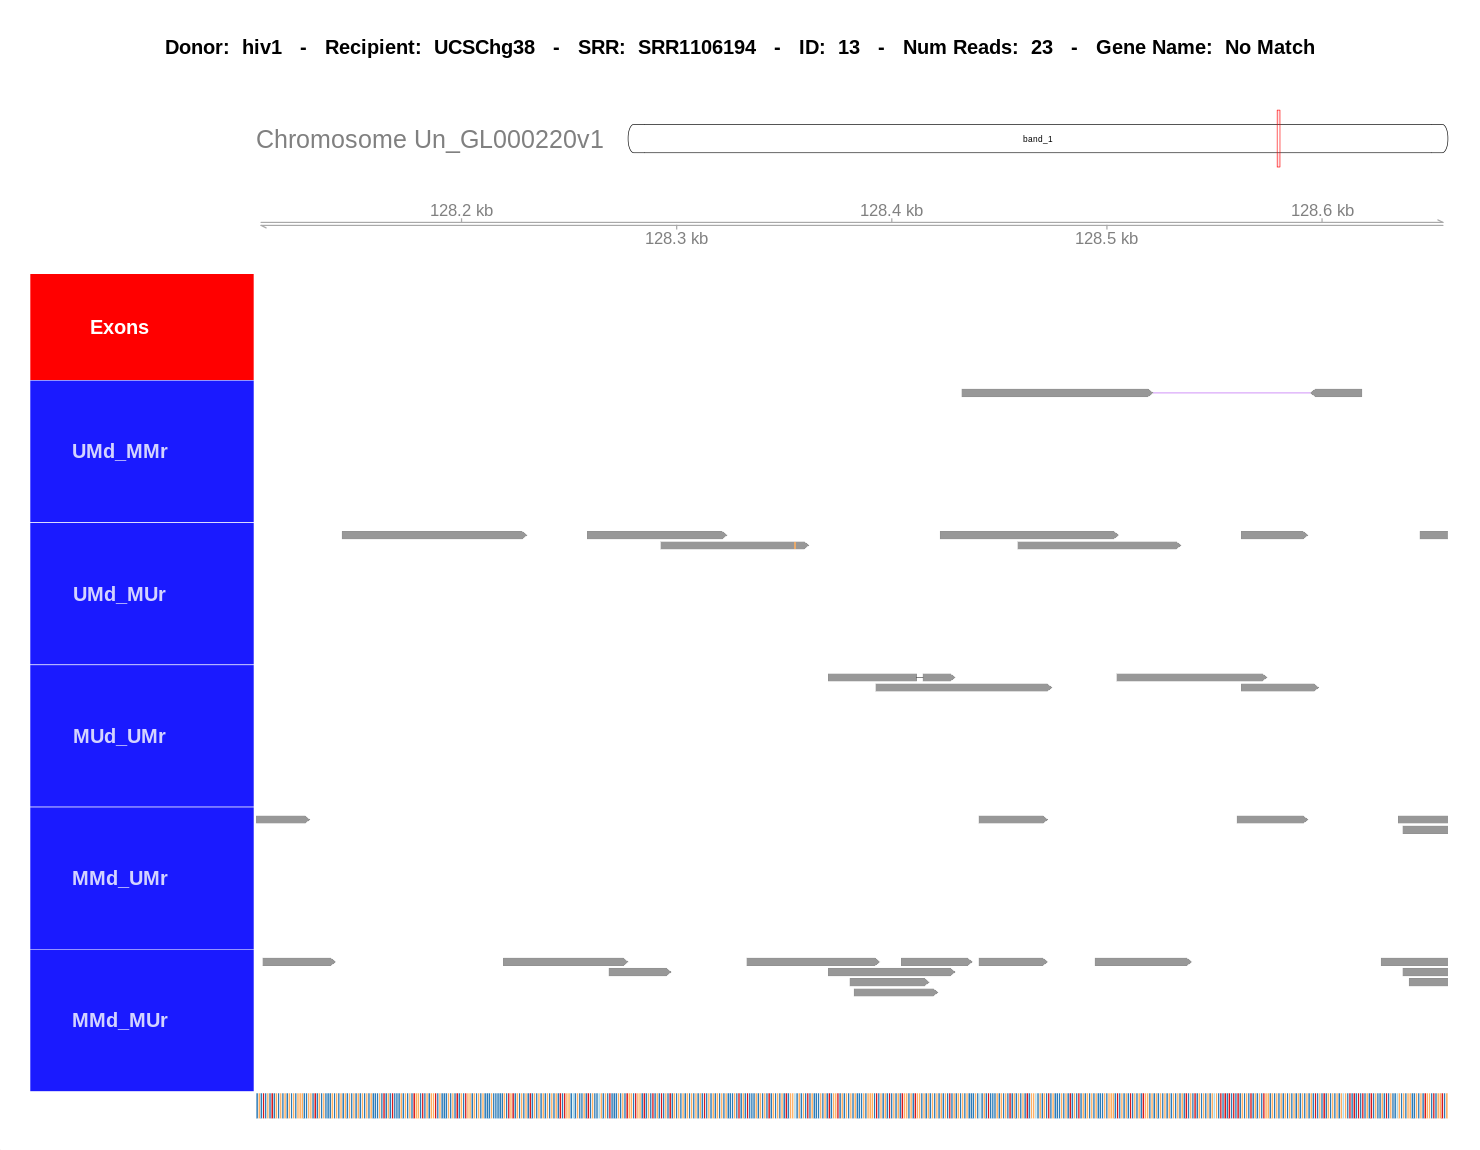 Donor: hiv1 - Recipient: UCSChg38 - SRR: SRR1106194 - ID: 13 - Num Reads: 23 - Gene Name: No Match
Chromosome Un_GL000220v1
band_1
128.2 kb
128.4 kb
128.6 kb
128.3 kb
128.5 kb
Exons
UMd_MMr
UMd_MUr
MUd_UMr
MMd_UMr
MMd_MUr